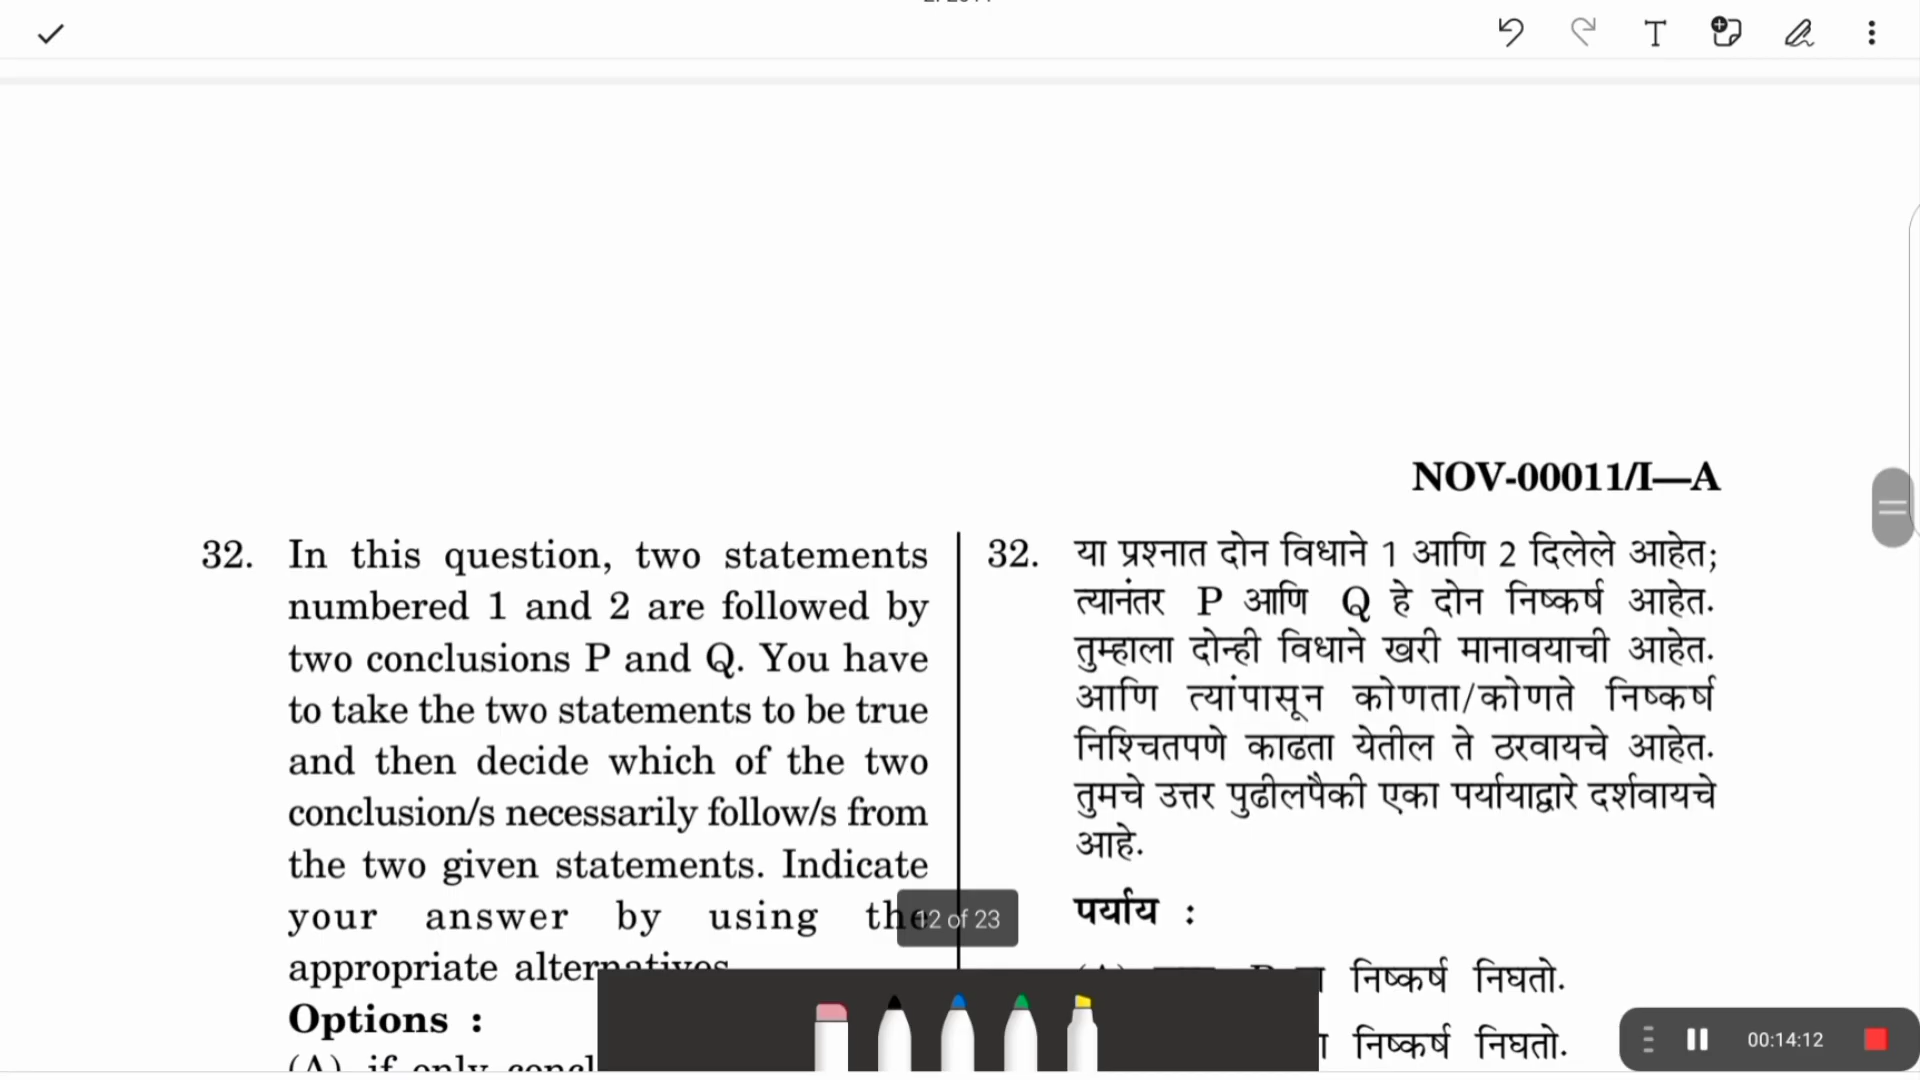 NOV-00011/I—A
32. In this question, two statements
numbered 1 and 2 are followed by
two conclusions P and Q. You have
to take the two statements to be true
and then decide which of the two
conclusion/s necessarily follow/s from
the two given statements. Indicate
your answer by using the
appropriate alternatives.
Options :
(A) if only concl
32. या प्रश्नात दोन विधाने 1 आणि 2 दिलेले आहेत;
त्यानंतर P आणि Q हे दोन निष्कर्ष आहेत.
तुम्हाला दोन्ही विधाने खरी मानावयाची आहेत.
आणि त्यांपासून कोणता/कोणते निष्कर्ष
निश्चितपणे काढता येतील ते ठरवायचे आहेत.
तुमचे उत्तर पुढीलपैकी एका पर्यायाद्वारे दर्शवायचे
आहे.
पर्याय :
निष्कर्ष निघतो.
निष्कर्ष निघतो.
12 of 23
00:14:12